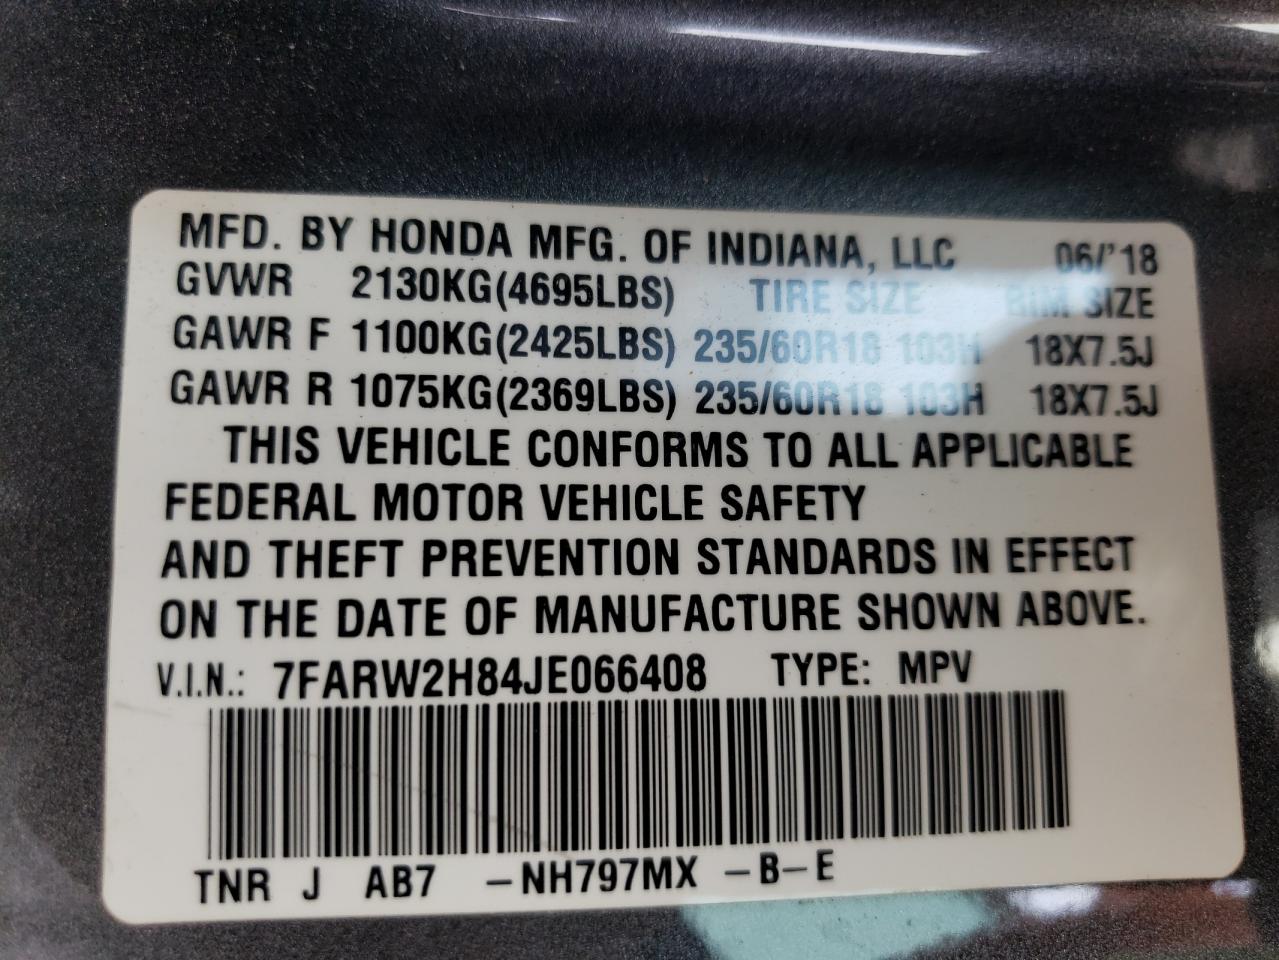 MFD. BY HONDA MFG. OF INDIANA, LLC 06/'18
GVWR 2130KG(4695LBS) TIRE SIZE RIM SIZE
GAWR F 1100KG(2425LBS) 235/60R18 103H 18X7.5J
GAWR R 1075KG(2369LBS) 235/60R18 103H 18X7.5J
THIS VEHICLE CONFORMS TO ALL APPLICABLE
FEDERAL MOTOR VEHICLE SAFETY
AND THEFT PREVENTION STANDARDS IN EFFECT
ON THE DATE OF MANUFACTURE SHOWN ABOVE.
V.I.N.: 7FARW2H84JE066408 TYPE: MPV
TNR J AB7 –NH797MX –B–E